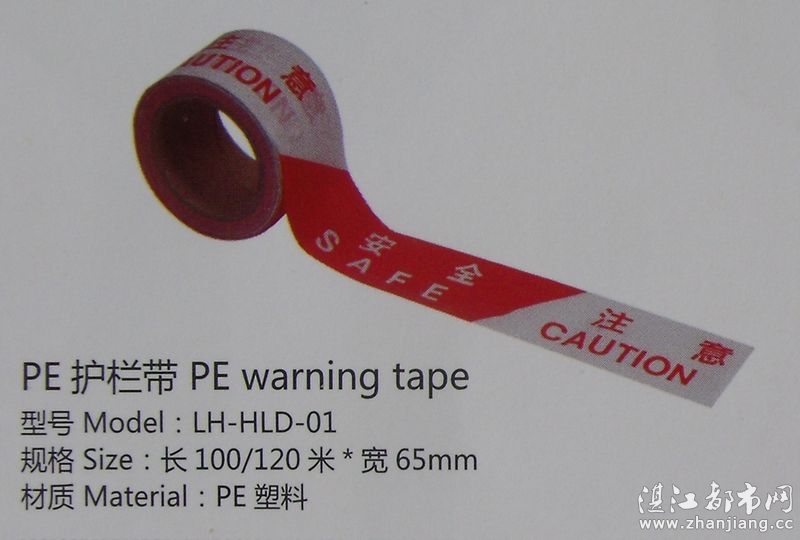 注 意
CAUTION
安 全
SAFE
注 意
CAUTION
PE 护栏带 PE warning tape
型号 Model : LH-HLD-01
规格 Size : 长 100/120 米 * 宽 65mm
材质 Material : PE 塑料
湛江都市网
www.zhanjiang.cc